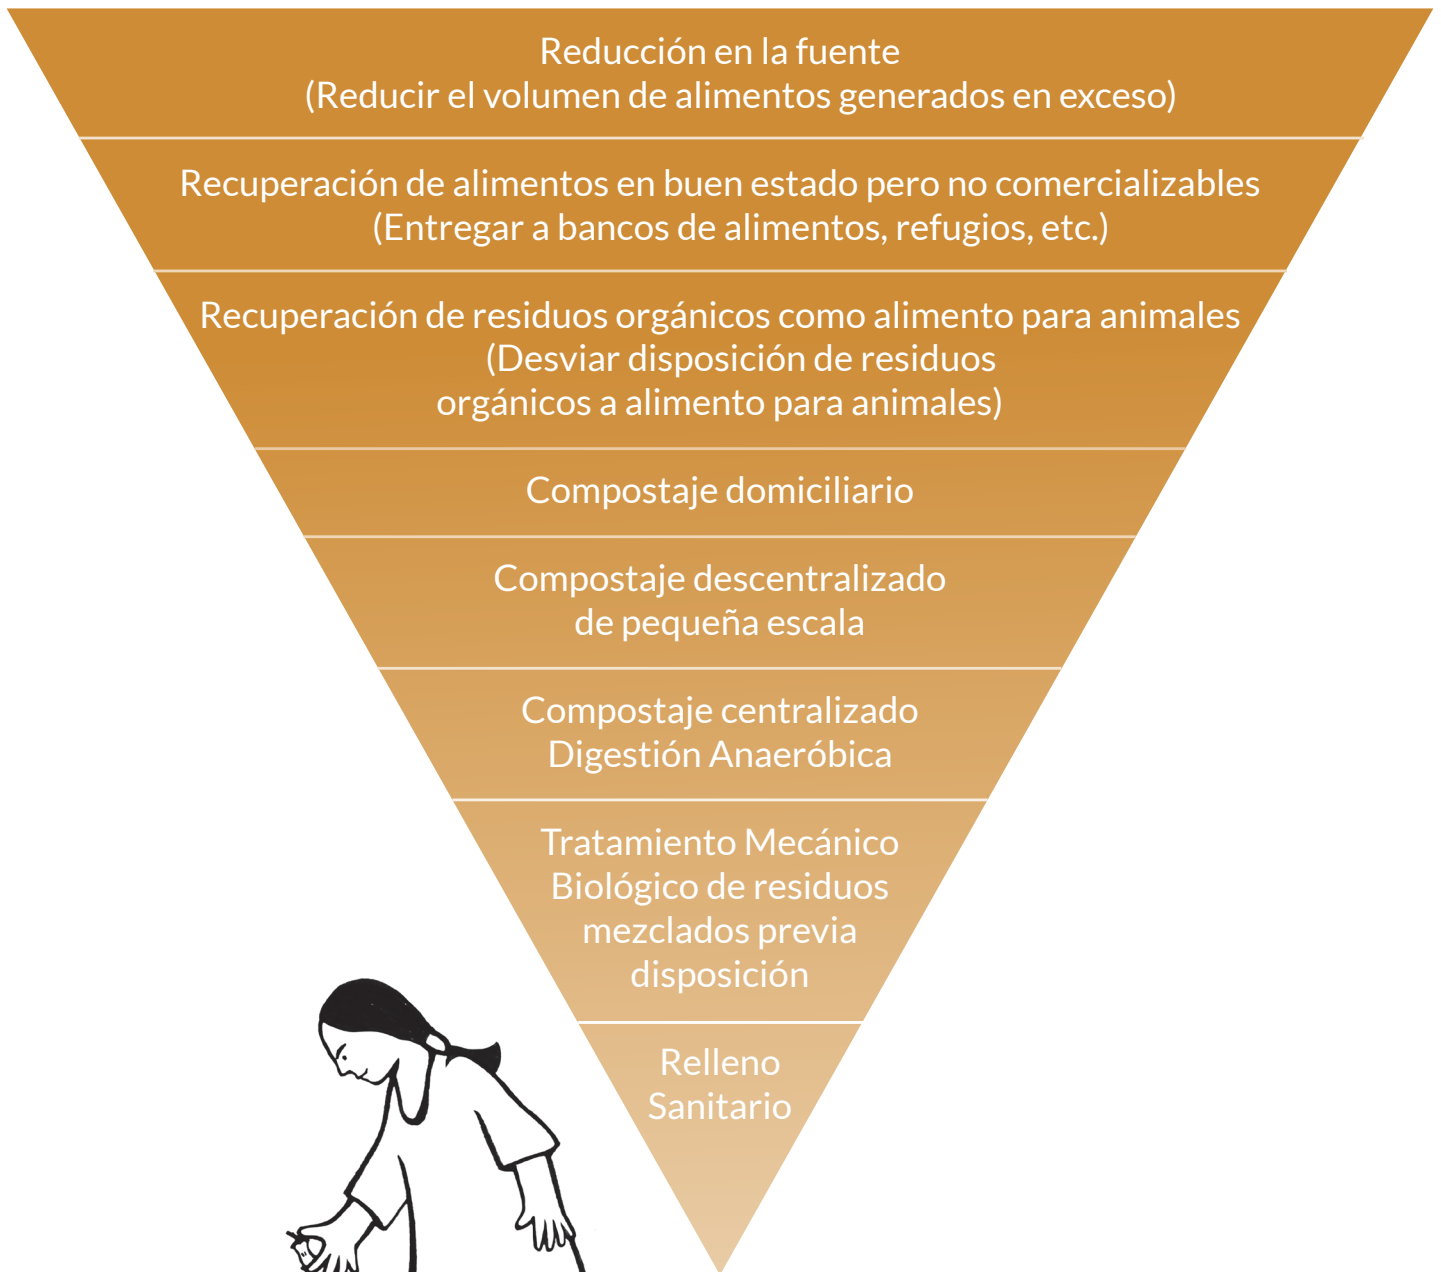 Reducción en la fuente
(Reducir el volumen de alimentos generados en exceso)
Recuperación de alimentos en buen estado pero no comercializables
(Entregar a bancos de alimentos, refugios, etc.)
Recuperación de residuos orgánicos como alimento para animales
(Desviar disposición de residuos
orgánicos a alimento para animales)
Compostaje domiciliario
Compostaje descentralizado
de pequeña escala
Compostaje centralizado
Digestión Anaeróbica
Tratamiento Mecánico
Biológico de residuos
mezclados previa
disposición
Relleno
Sanitario